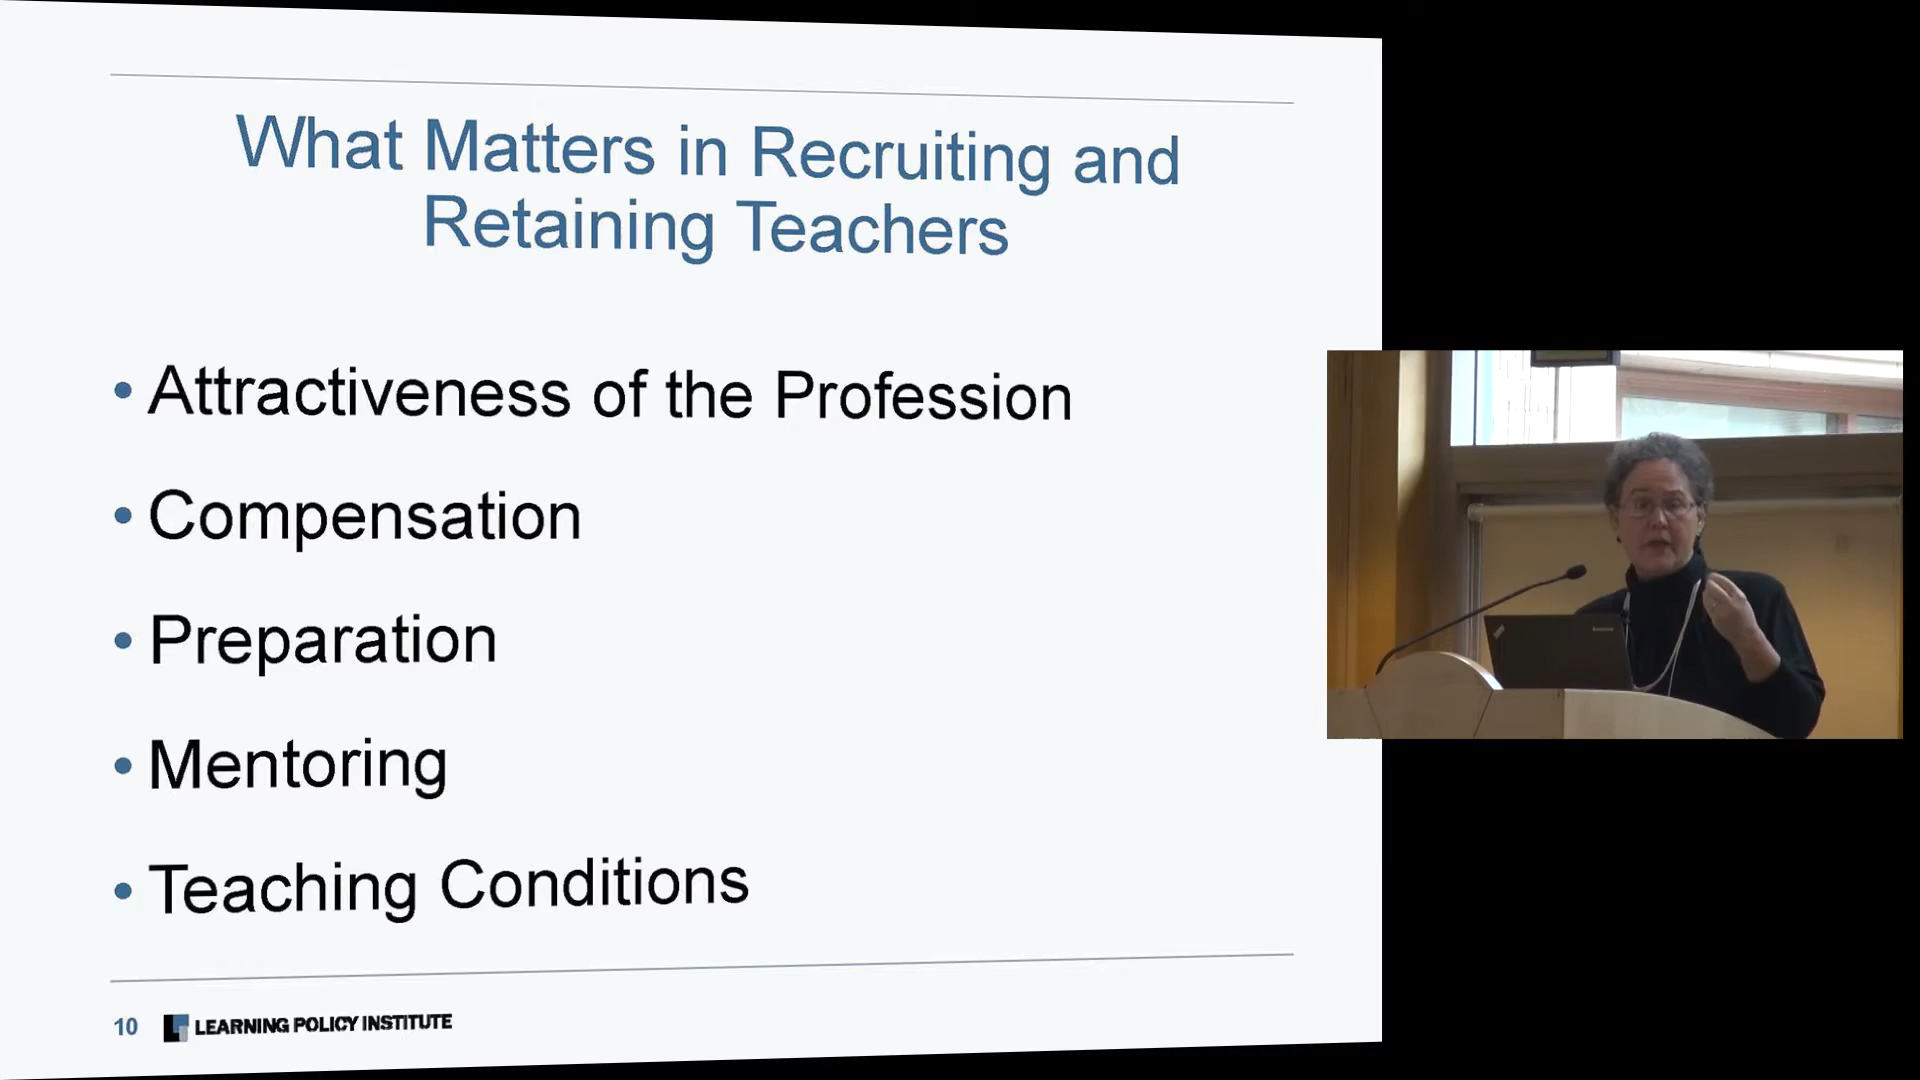 What Matters in Recruiting and
Retaining Teachers
• Attractiveness of the Profession
• Compensation
• Preparation
• Mentoring
• Teaching Conditions
10 LEARNING POLICY INSTITUTE